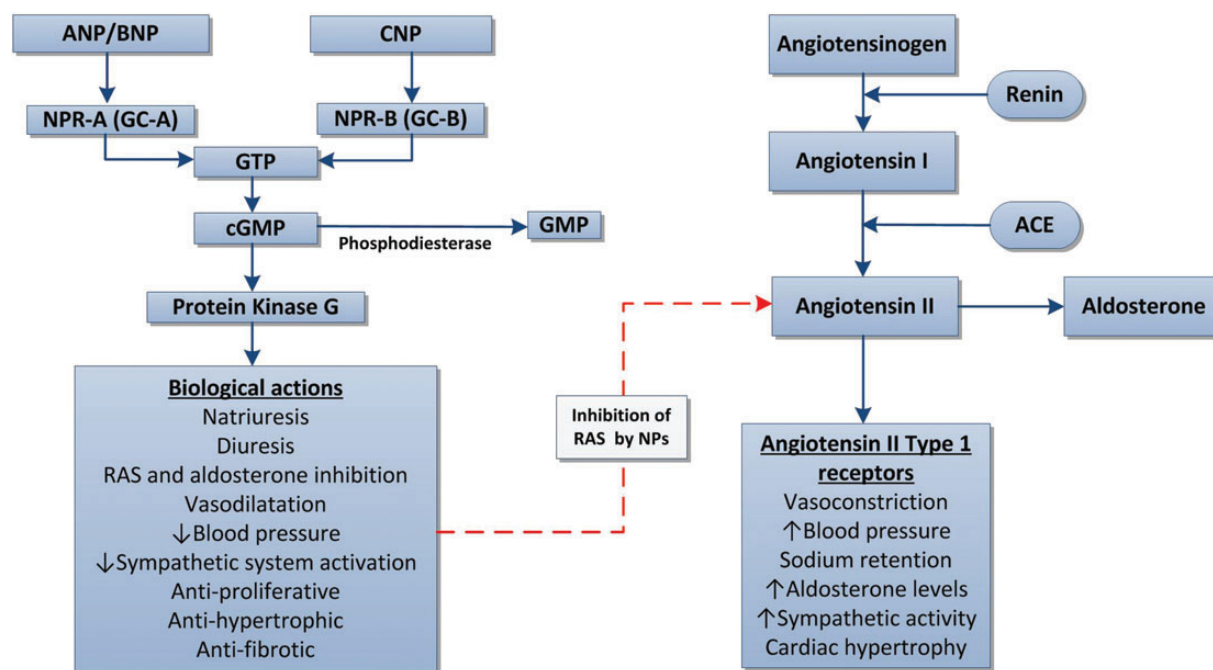 ANP/BNP
CNP
NPR-A (GC-A)
NPR-B (GC-B)
GTP
cGMP
Phosphodiesterase
GMP
Protein Kinase G
Biological actions
Natriuresis
Diuresis
RAS and aldosterone inhibition
Vasodilatation
↓Blood pressure
↓Sympathetic system activation
Anti-proliferative
Anti-hypertrophic
Anti-fibrotic
Inhibition of
RAS by NPs
Angiotensinogen
Renin
Angiotensin I
ACE
Angiotensin II
Aldosterone
Angiotensin II Type 1
receptors
Vasoconstriction
↑Blood pressure
Sodium retention
↑Aldosterone levels
↑Sympathetic activity
Cardiac hypertrophy